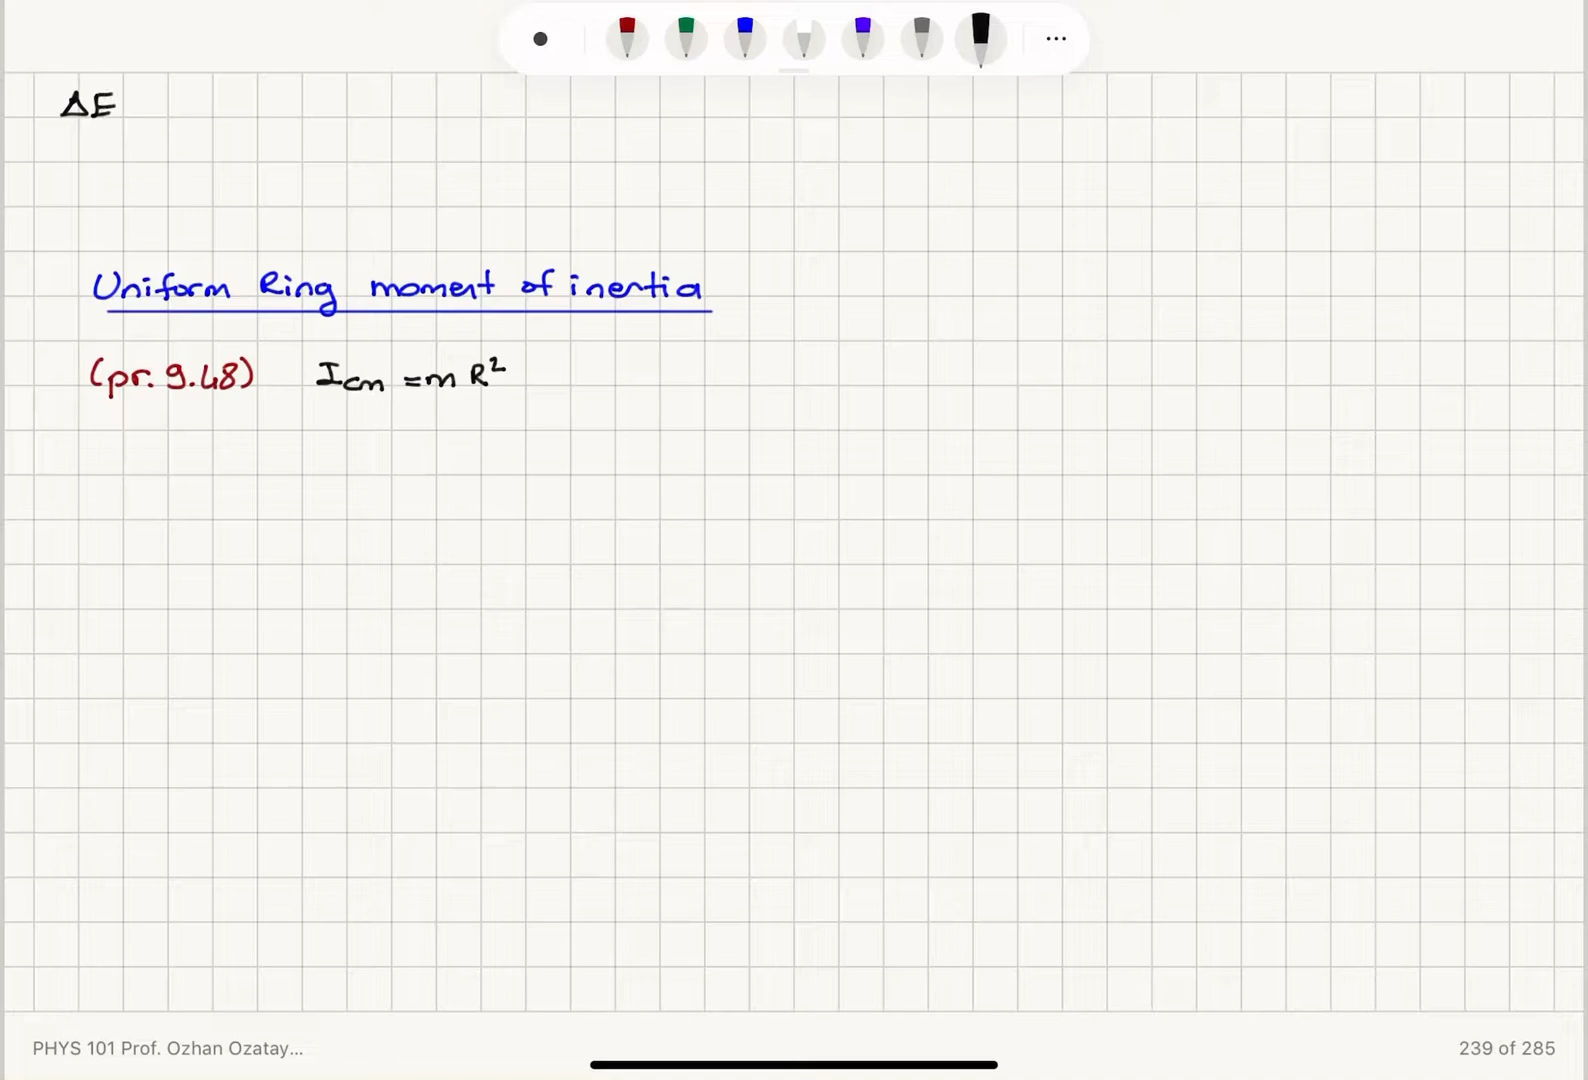 ΔE
Uniform Ring moment of inertia
(pr. 9.48) Icm = m R²
PHYS 101 Prof. Ozhan Ozatay...
239 of 285